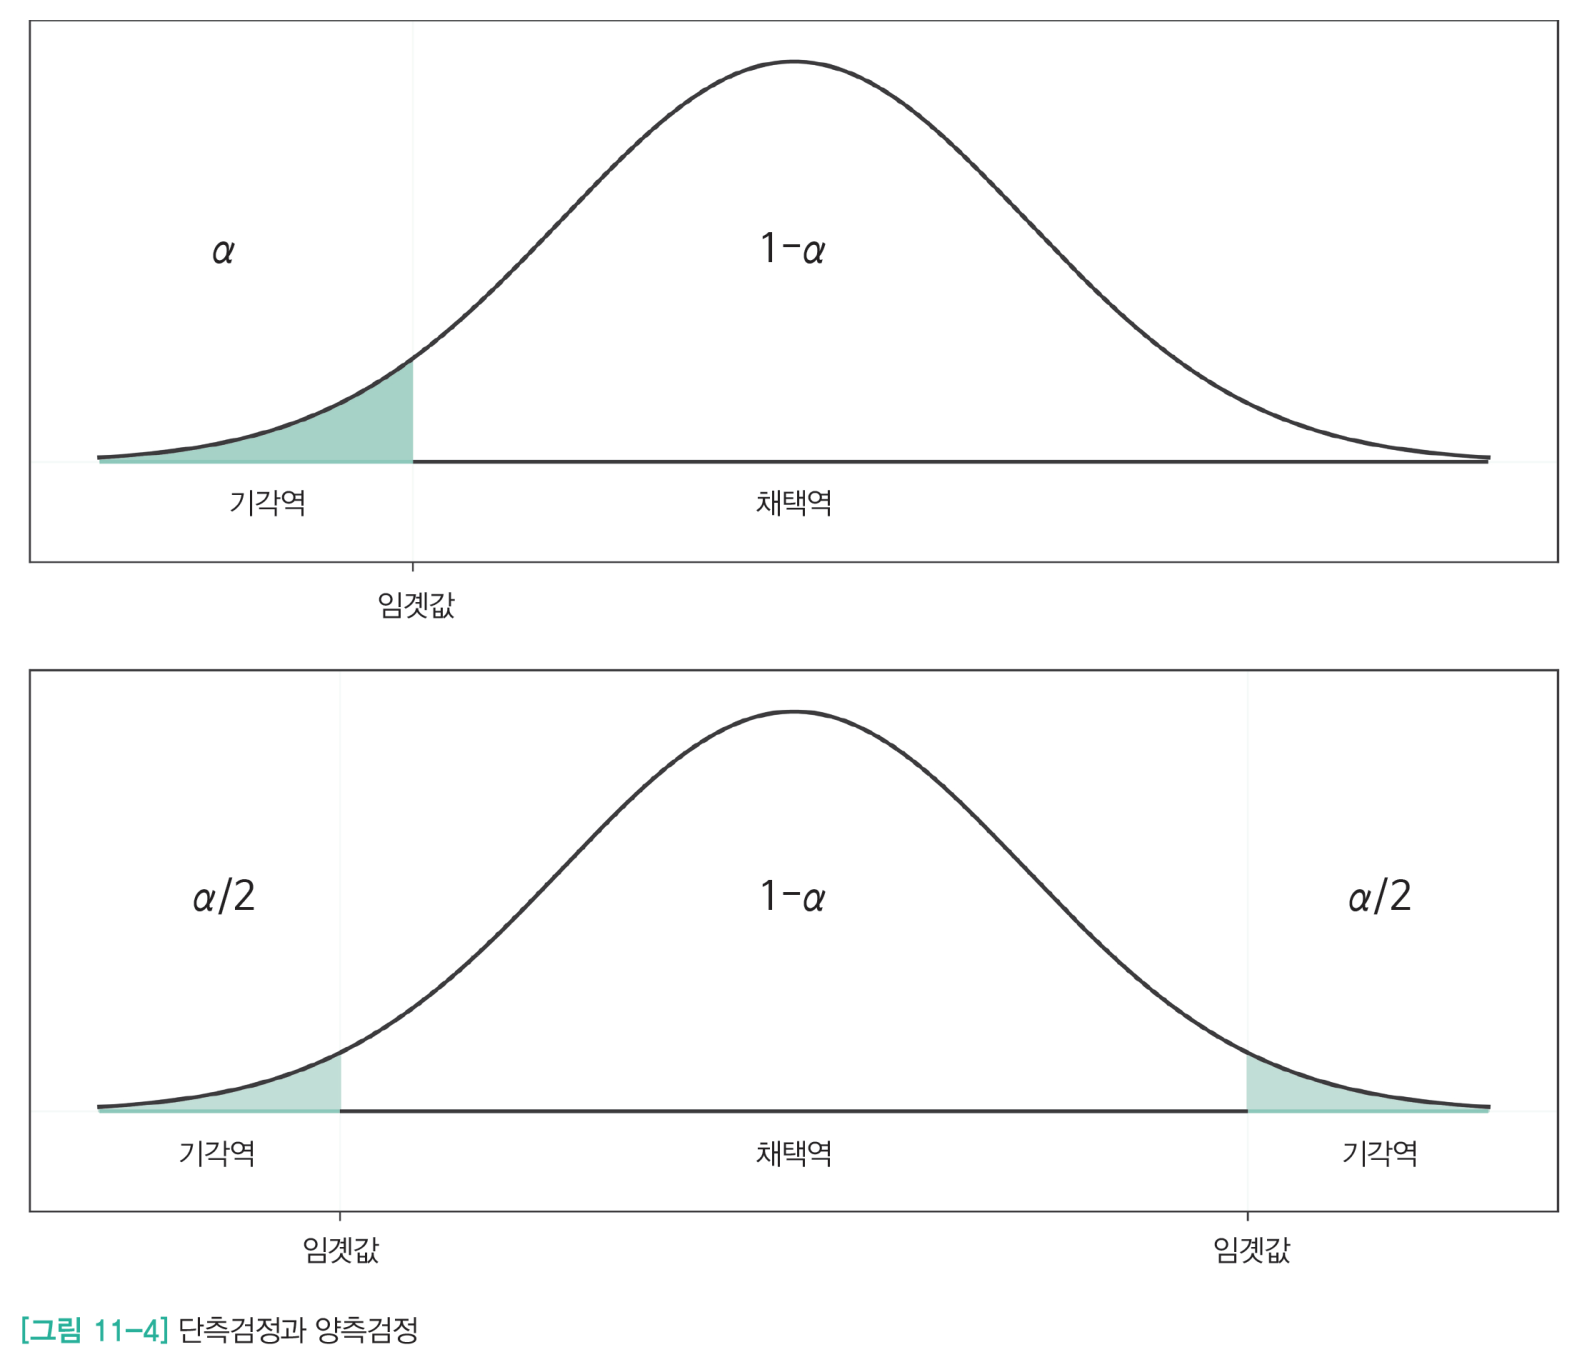 α 1-α
기각역 채택역
임곗값
α/2 1-α α/2
기각역 채택역 기각역
임곗값 임곗값
[그림 11-4] 단측검정과 양측검정